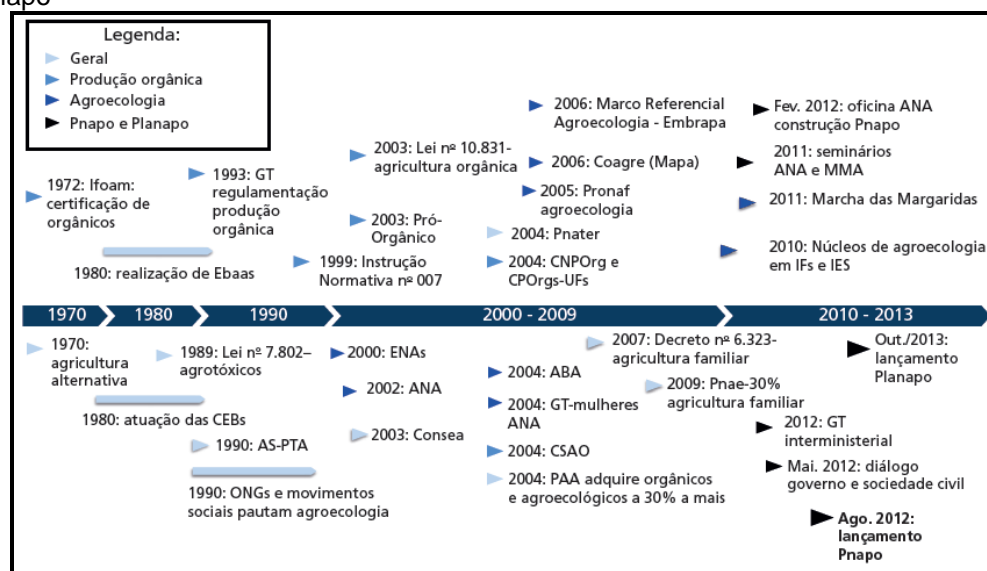 Legenda:
Geral
Produção orgânica
Agroecologia
Pnapo e Planapo
1972: Ifoam:
certificação de
orgânicos
1980: realização de Ebaas
1993: GT
regulamentação
produção
orgânica
1999: Instrução
Normativa nº 007
2003: Lei nº 10.831-
agricultura orgânica
2003: Pró-
Orgânico
2006: Marco Referencial
Agroecologia - Embrapa
2006: Coagre (Mapa)
2005: Pronaf
agroecologia
2004: Pnater
2004: CNPOrg e
CPOrgs-UFs
Fev. 2012: oficina ANA
construção Pnapo
2011: seminários
ANA e MMA
2011: Marcha das Margaridas
2010: Núcleos de agroecologia
em IFs e IES
1970
1980
1990
2000 - 2009
2010 - 2013
1970:
agricultura
alternativa
1980: atuação das CEBs
1989: Lei nº 7.802–
agrotóxicos
1990: AS-PTA
1990: ONGs e movimentos
sociais pautam agroecologia
2000: ENAs
2002: ANA
2003: Consea
2004: ABA
2004: GT-mulheres
ANA
2004: CSAO
2004: PAA adquire orgânicos
e agroecológicos a 30% a mais
2007: Decreto nº 6.323-
agricultura familiar
2009: Pnae-30%
agricultura familiar
Out./2013:
lançamento
Planapo
2012: GT
interministerial
Mai. 2012: diálogo
governo e sociedade civil
Ago. 2012:
lançamento
Pnapo